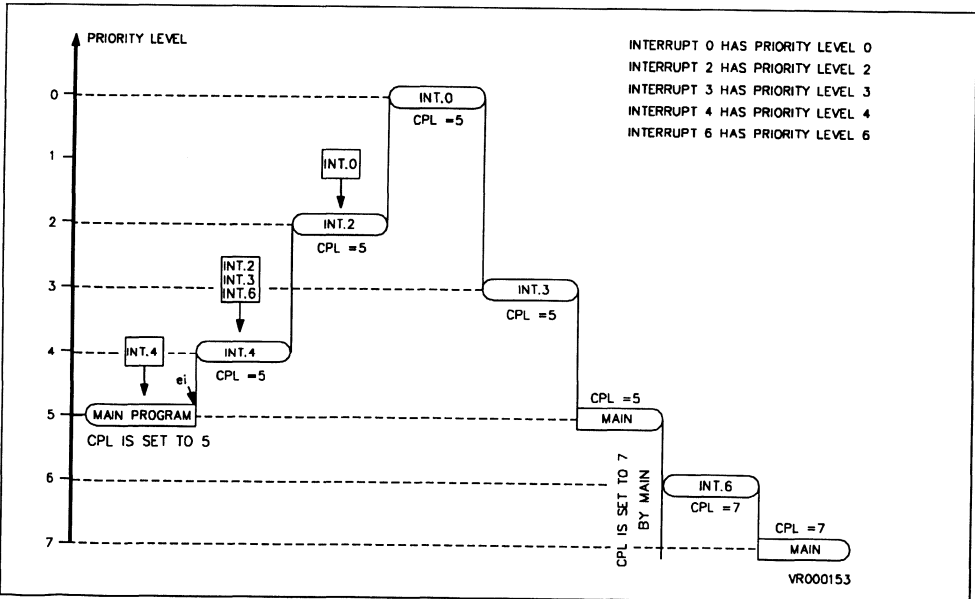 PRIORITY LEVEL
INTERRUPT 0 HAS PRIORITY LEVEL 0
INTERRUPT 2 HAS PRIORITY LEVEL 2
INTERRUPT 3 HAS PRIORITY LEVEL 3
INTERRUPT 4 HAS PRIORITY LEVEL 4
INTERRUPT 6 HAS PRIORITY LEVEL 6
0
INT.0
CPL =5
1
INT.0
2
INT.2
CPL =5
INT.2
INT.3
INT.6
3
INT.3
CPL =5
4
INT.4
INT.4
CPL =5
ei
CPL =5
5
MAIN PROGRAM
MAIN
CPL IS SET TO 5
CPL IS SET TO 7
BY MAIN
6
INT.6
CPL =7
CPL =7
7
MAIN
VR000153